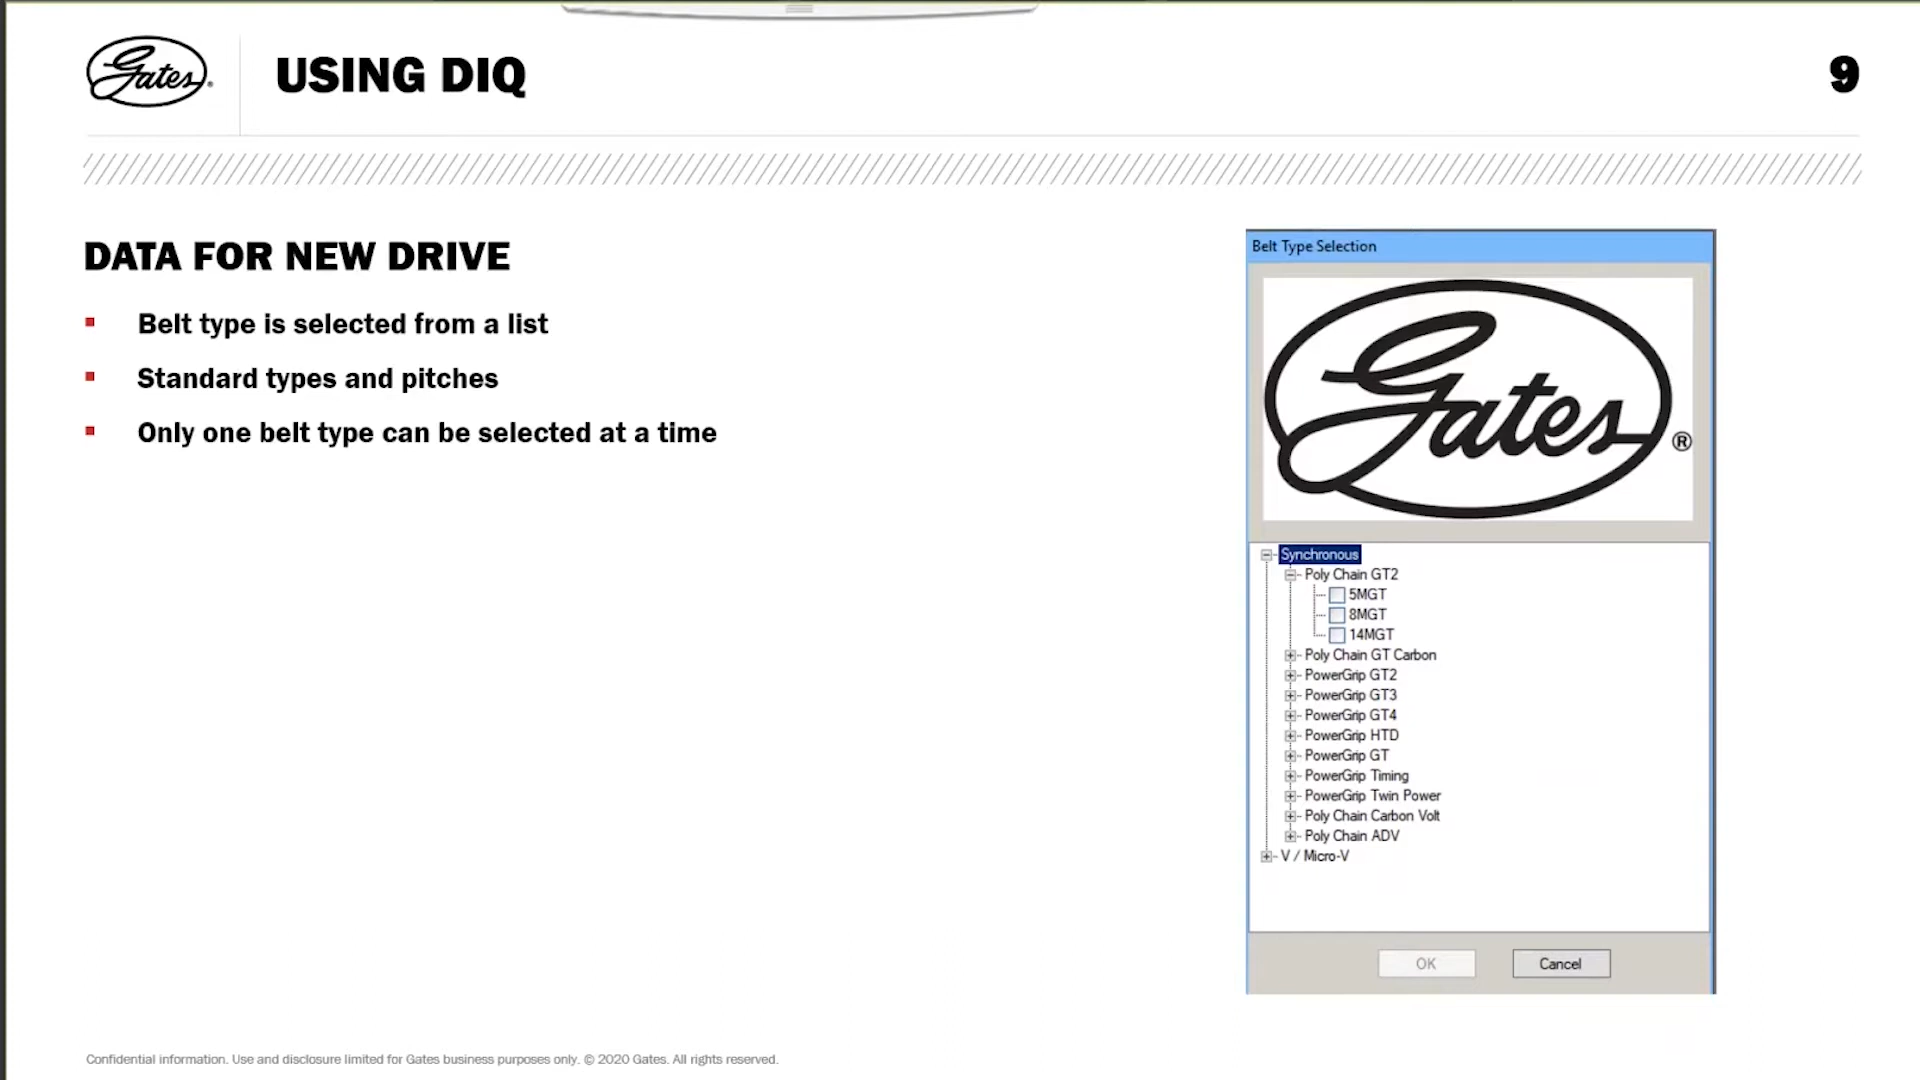 Gates®
USING DIQ
9
DATA FOR NEW DRIVE
Belt type is selected from a list
Standard types and pitches
Only one belt type can be selected at a time
Belt Type Selection
Gates®
Synchronous
Poly Chain GT2
5MGT
8MGT
14MGT
Poly Chain GT Carbon
PowerGrip GT2
PowerGrip GT3
PowerGrip GT4
PowerGrip HTD
PowerGrip GT
PowerGrip Timing
PowerGrip Twin Power
Poly Chain Carbon Volt
Poly Chain ADV
V / Micro-V
OK
Cancel
Confidential information. Use and disclosure limited for Gates business purposes only. © 2020 Gates. All rights reserved.